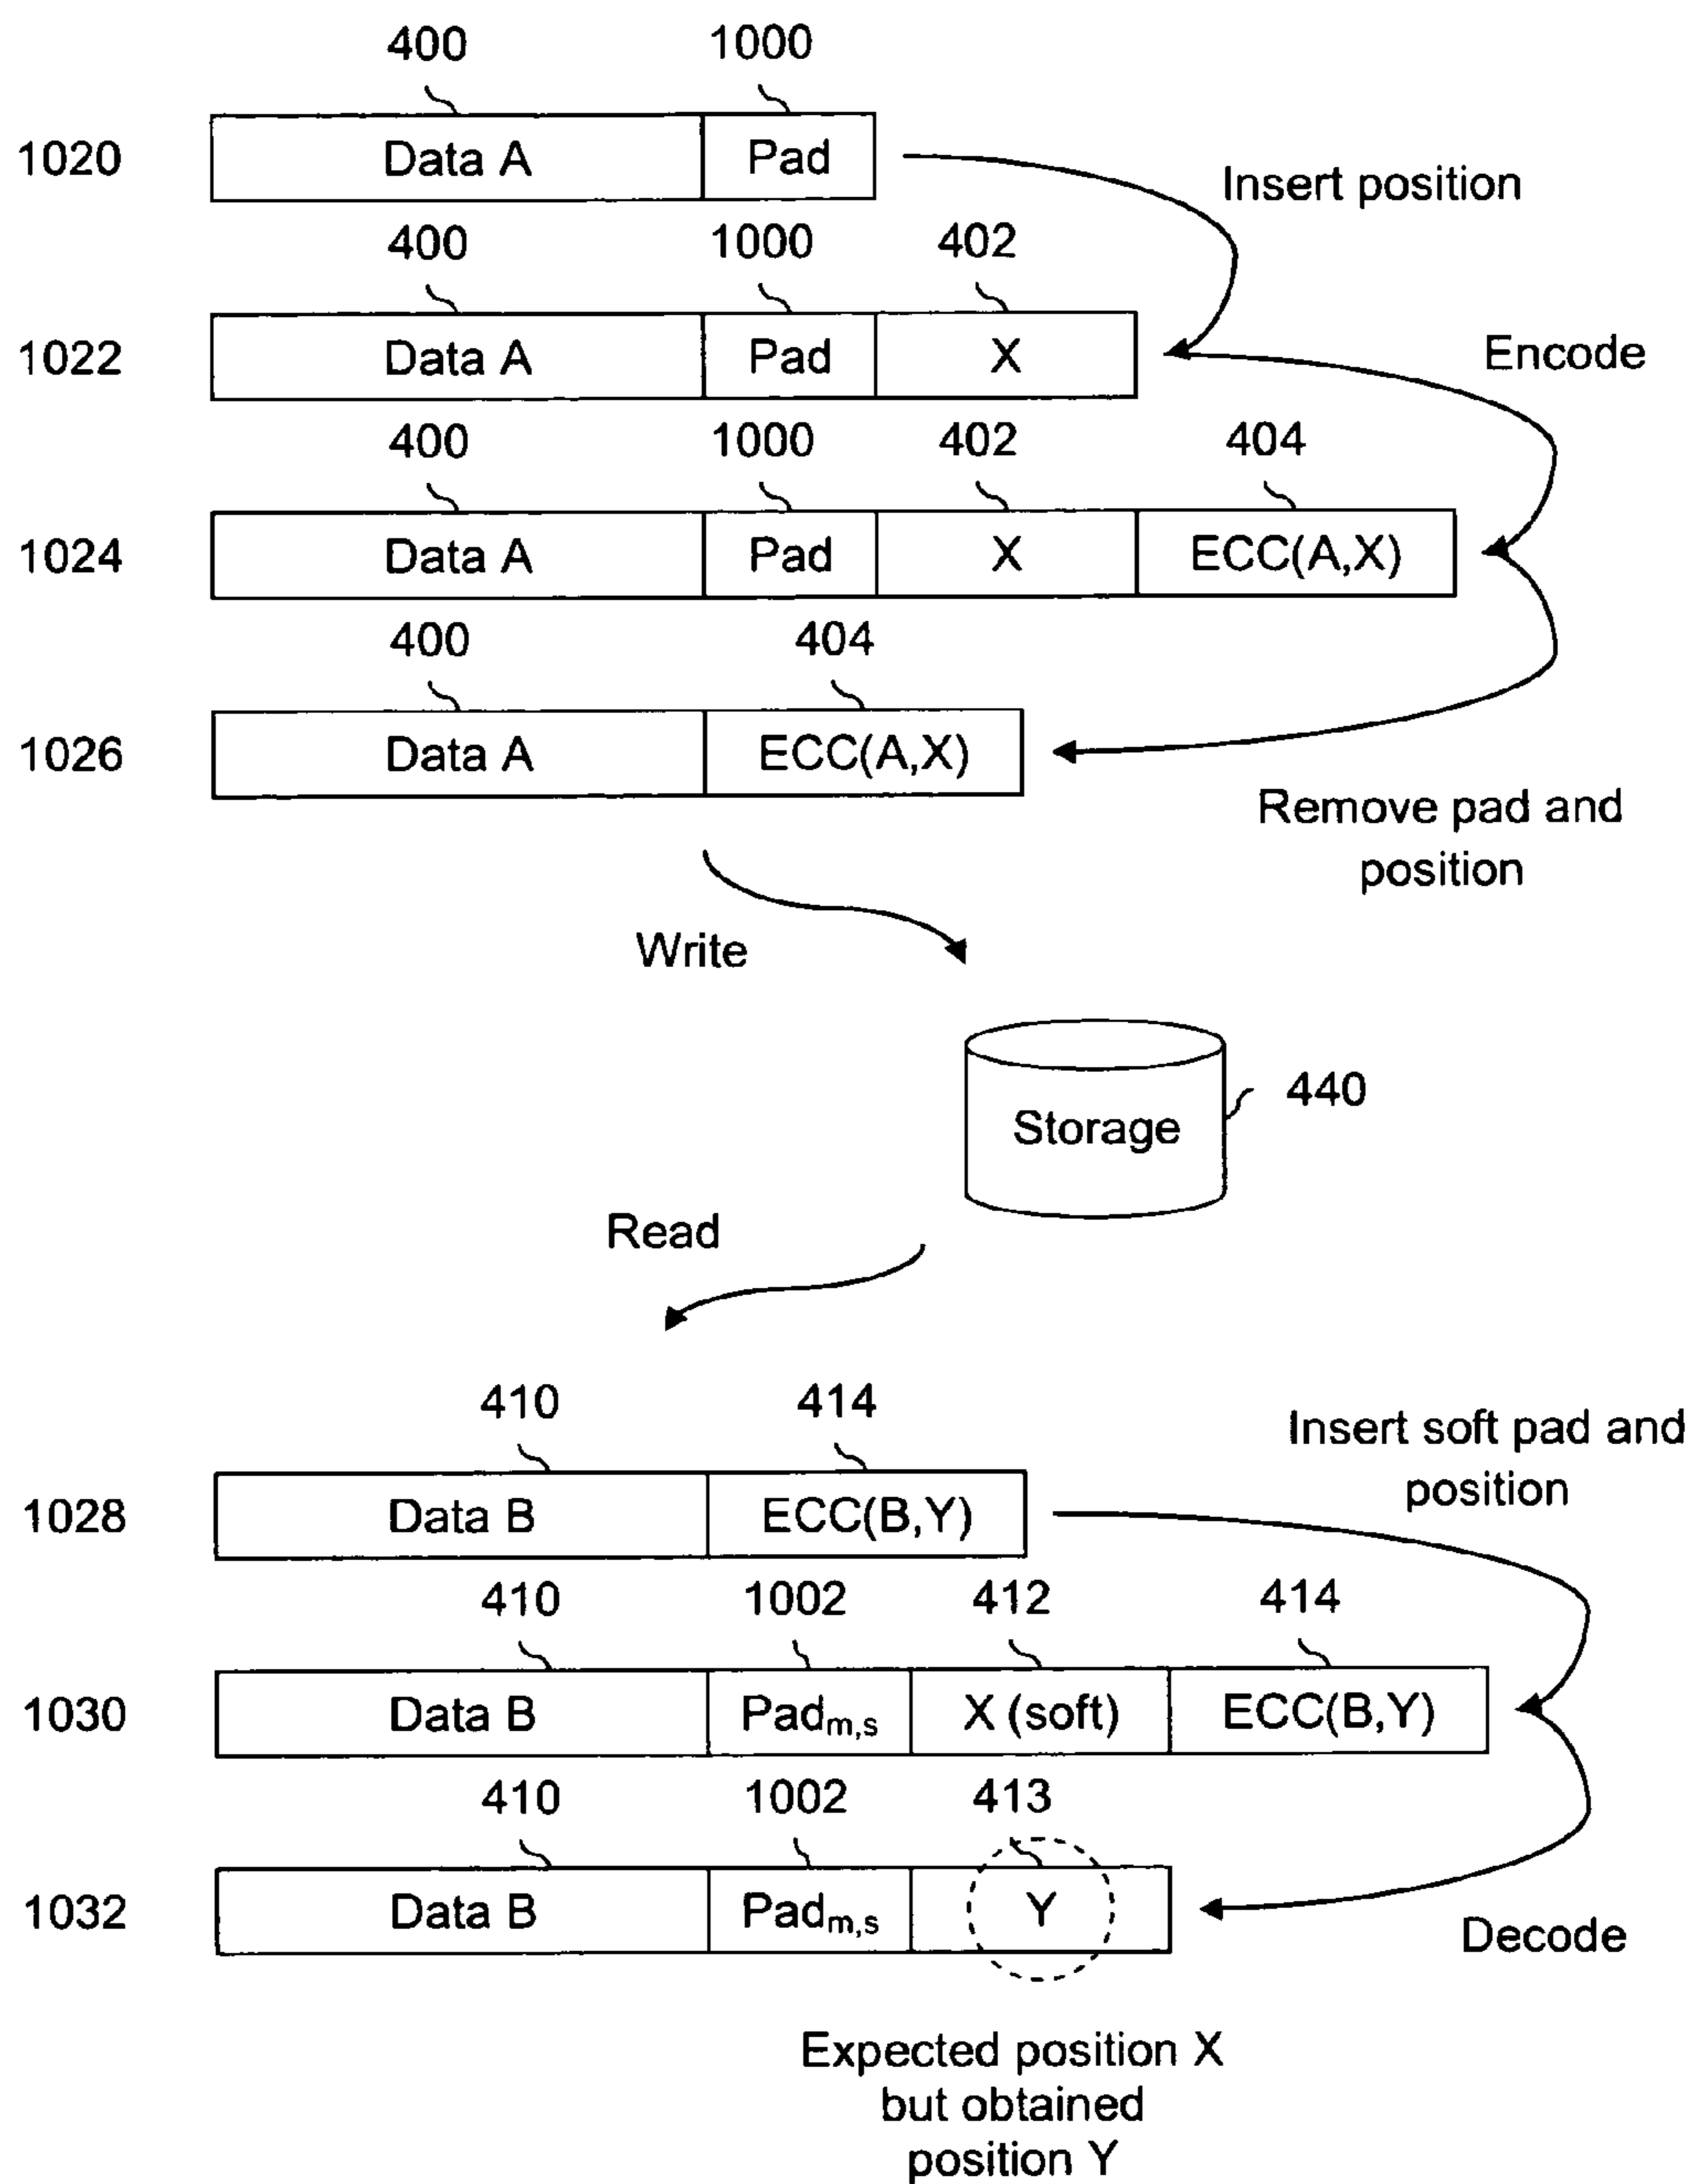 400 1000
1020 Data A Pad
Insert position
400 1000 402
1022 Data A Pad X
Encode
400 1000 402 404
1024 Data A Pad X ECC(A,X)
400 404
1026 Data A ECC(A,X)
Remove pad and
position
Write
Storage
440
Read
410 414
Insert soft pad and
position
1028 Data B ECC(B,Y)
410 1002 412 414
1030 Data B Padm,s X (soft) ECC(B,Y)
410 1002 413
1032 Data B Padm,s Y
Decode
Expected position X
but obtained
position Y